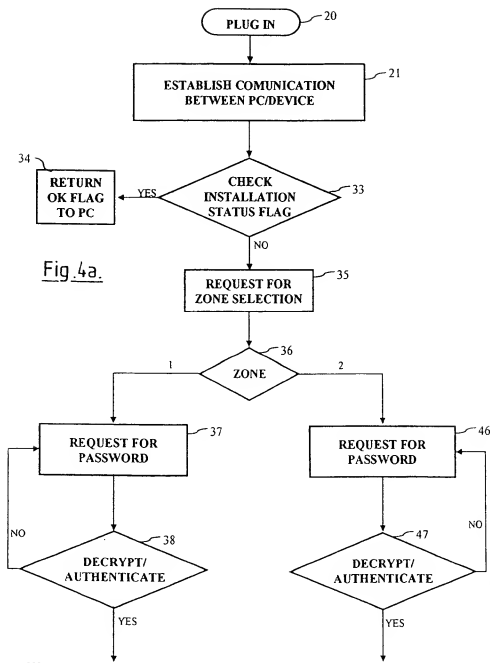 PLUG IN
20
ESTABLISH COMUNICATION
BETWEEN PC/DEVICE
21
34
RETURN
OK FLAG
TO PC
YES
CHECK
INSTALLATION
STATUS FLAG
33
NO
Fig.4a.
REQUEST FOR
ZONE SELECTION
35
36
ZONE
1
2
REQUEST FOR
PASSWORD
37
REQUEST FOR
PASSWORD
46
NO
38
DECRYPT/
AUTHENTICATE
YES
47
NO
DECRYPT/
AUTHENTICATE
YES